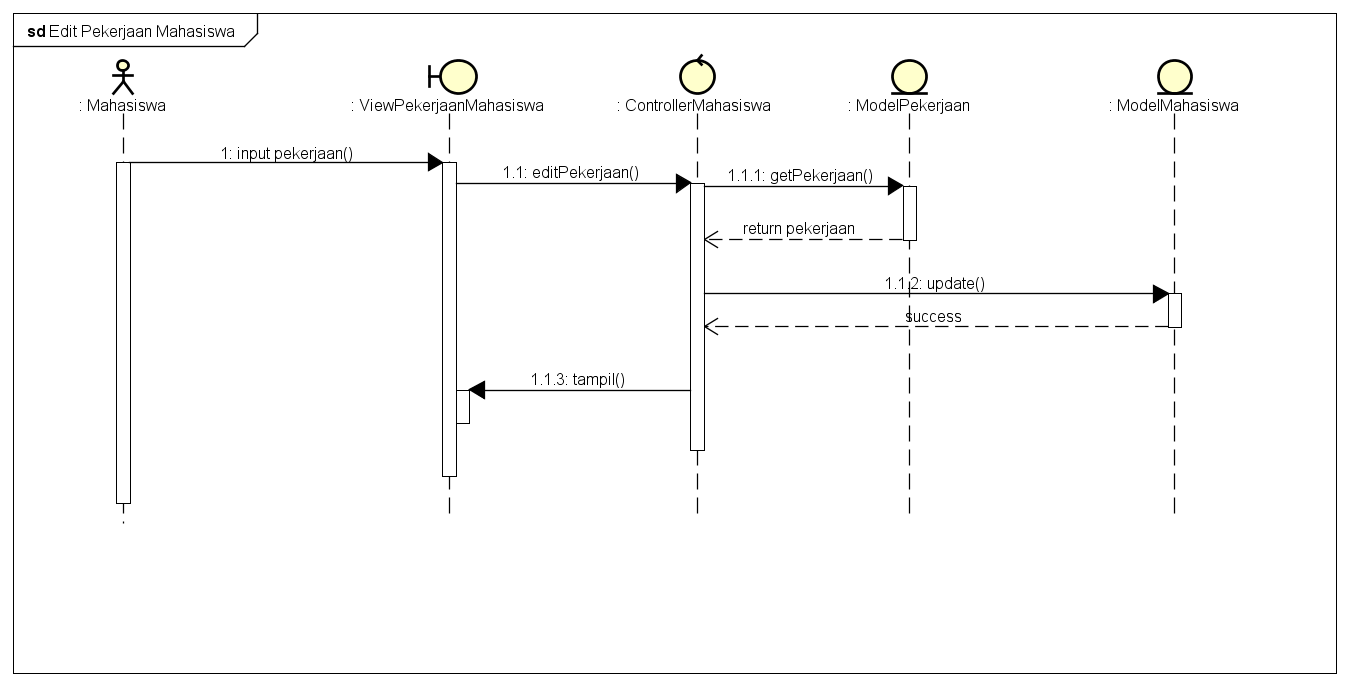 sd Edit Pekerjaan Mahasiswa
: Mahasiswa
: ViewPekerjaanMahasiswa
: ControllerMahasiswa
: ModelPekerjaan
: ModelMahasiswa
1: input pekerjaan()
1.1: editPekerjaan()
1.1.1: getPekerjaan()
return pekerjaan
1.1.2: update()
success
1.1.3: tampil()